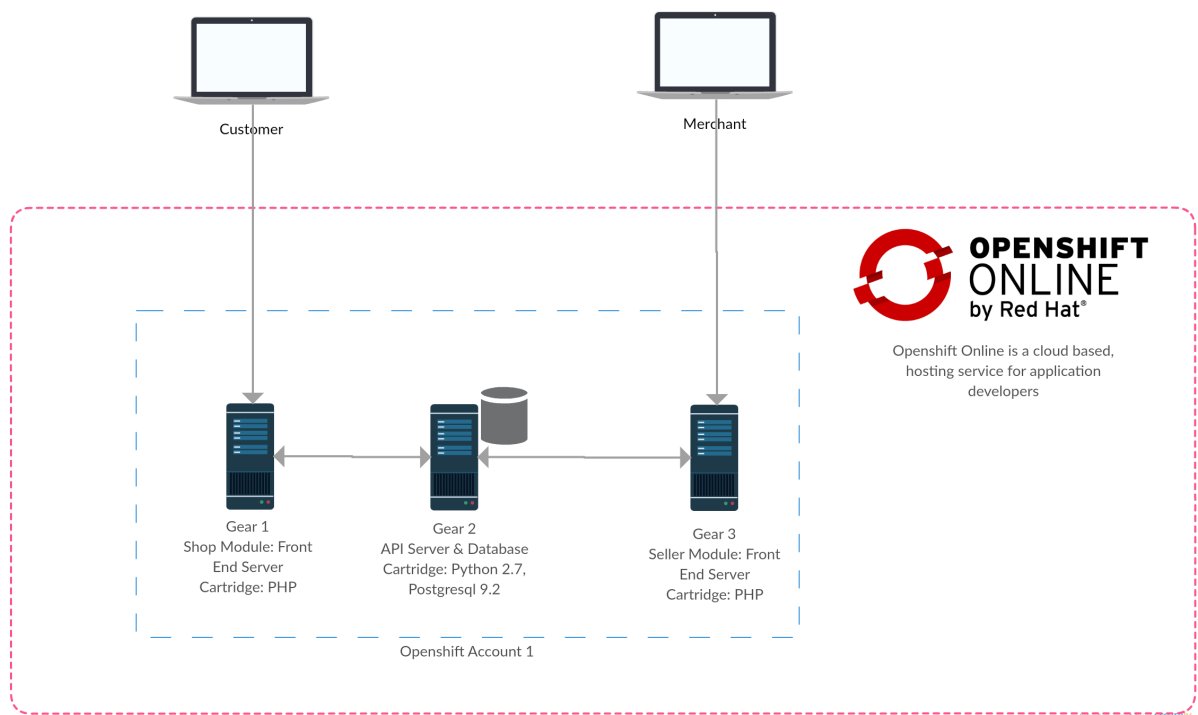 Customer
Merchant
OPENSHIFT
ONLINE
by Red Hat®
Openshift Online is a cloud based,
hosting service for application
developers
Gear 1
Shop Module: Front
End Server
Cartridge: PHP
Gear 2
API Server & Database
Cartridge: Python 2.7,
Postgresql 9.2
Gear 3
Seller Module: Front
End Server
Cartridge: PHP
Openshift Account 1